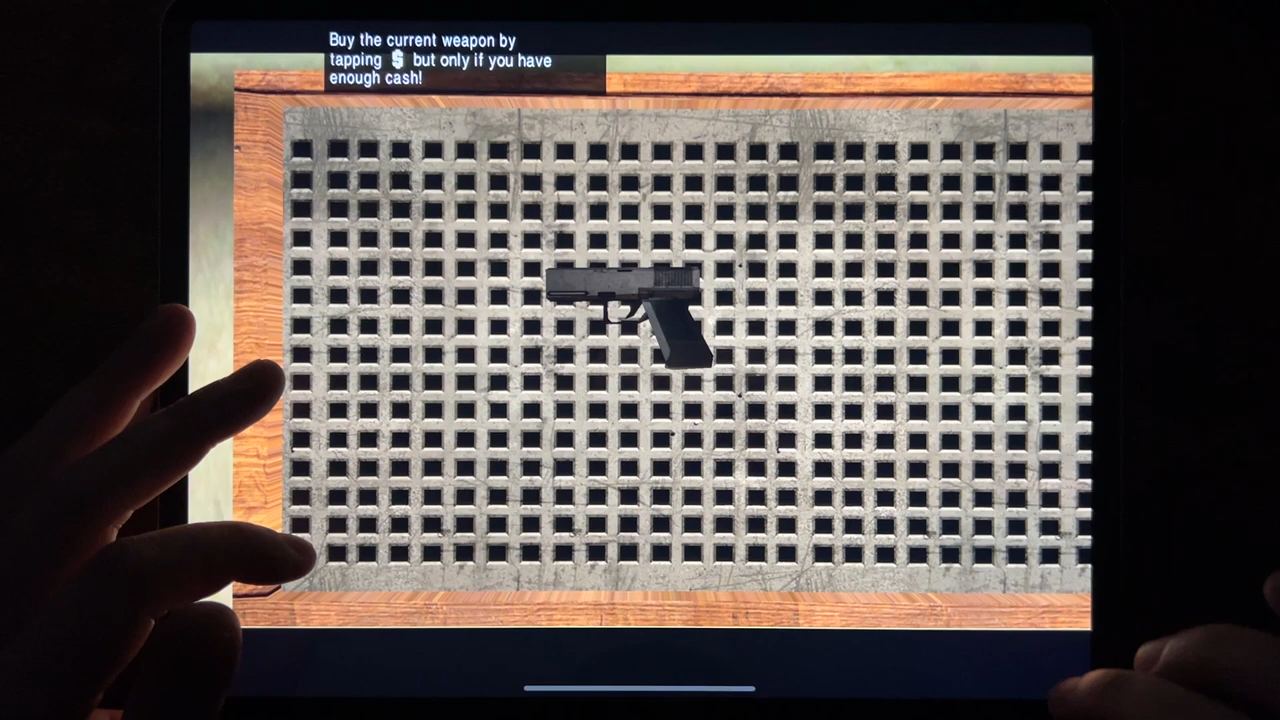 Buy the current weapon by
tapping $ but only if you have
enough cash!